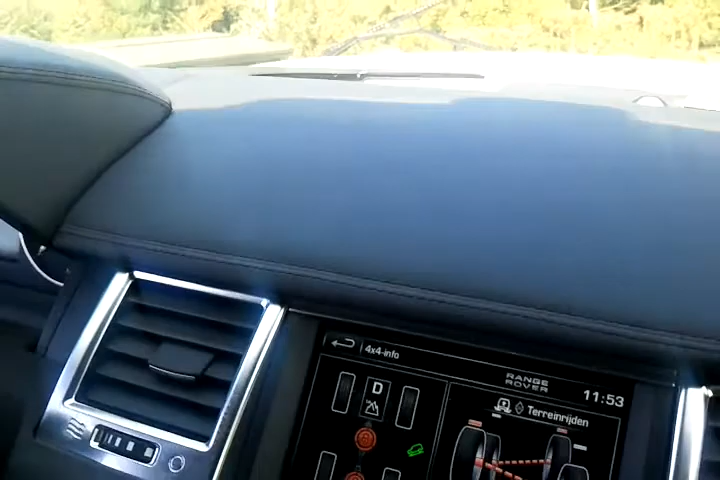 4x4-info
RANGE
ROVER
11:53
D
Terreinrijden